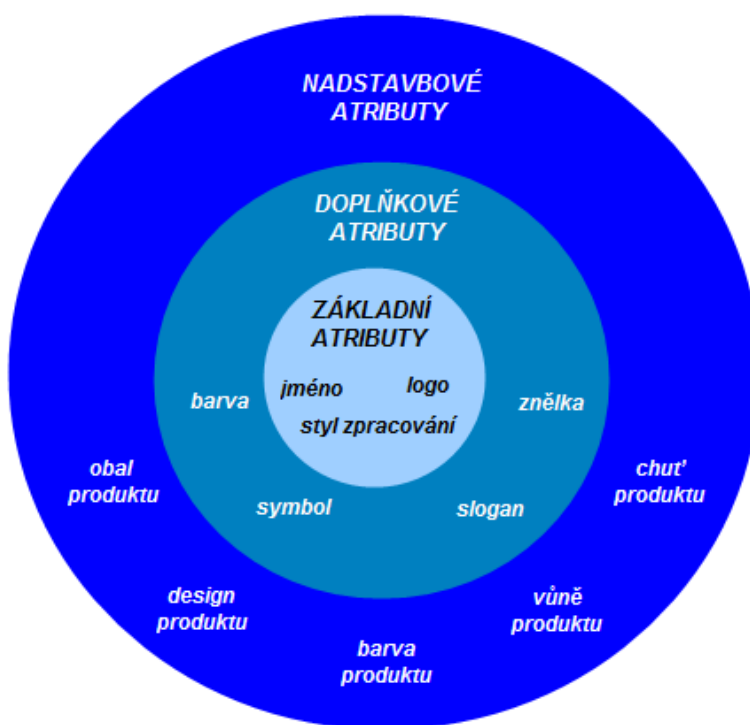 NADSTAVBOVÉ
ATRIBUTY
DOPLŇKOVÉ
ATRIBUTY
ZÁKLADNÍ
ATRIBUTY
jméno
logo
styl zpracování
barva
znělka
symbol
slogan
obal
produktu
chuť
produktu
design
produktu
vůně
produktu
barva
produktu